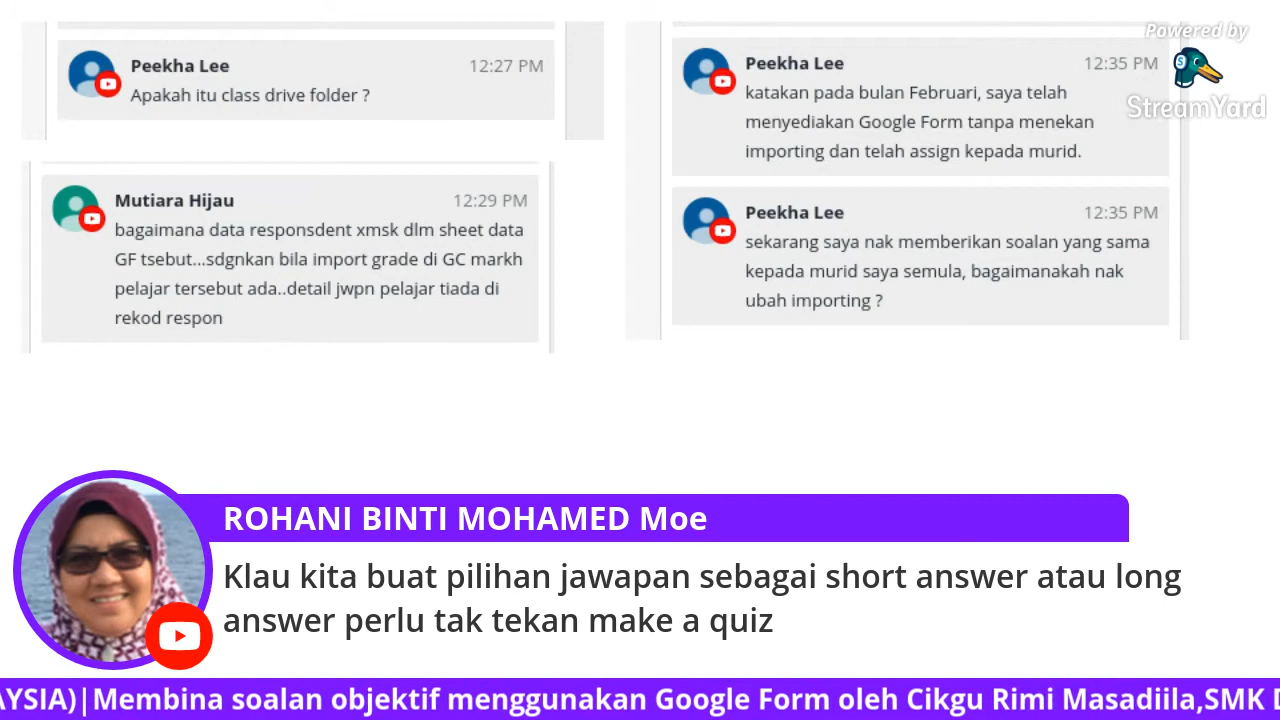 Peekha Lee
12:27 PM
Apakah itu class drive folder ?
Mutiara Hijau
12:29 PM
bagaimana data responsdent xmsk dlm sheet data
GF tsebut...sdgnkan bila import grade di GC markh
pelajar tersebut ada..detail jwpn pelajar tiada di
rekod respon
Peekha Lee
12:35 PM
katakan pada bulan Februari, saya telah
menyediakan Google Form tanpa menekan
importing dan telah assign kepada murid.
Peekha Lee
12:35 PM
sekarang saya nak memberikan soalan yang sama
kepada murid saya semula, bagaimanakah nak
ubah importing ?
Powered by
StreamYard
ROHANI BINTI MOHAMED Moe
Klau kita buat pilihan jawapan sebagai short answer atau long
answer perlu tak tekan make a quiz
AYSIA)|Membina soalan objektif menggunakan Google Form oleh Cikgu Rimi Masadiila,SMK D